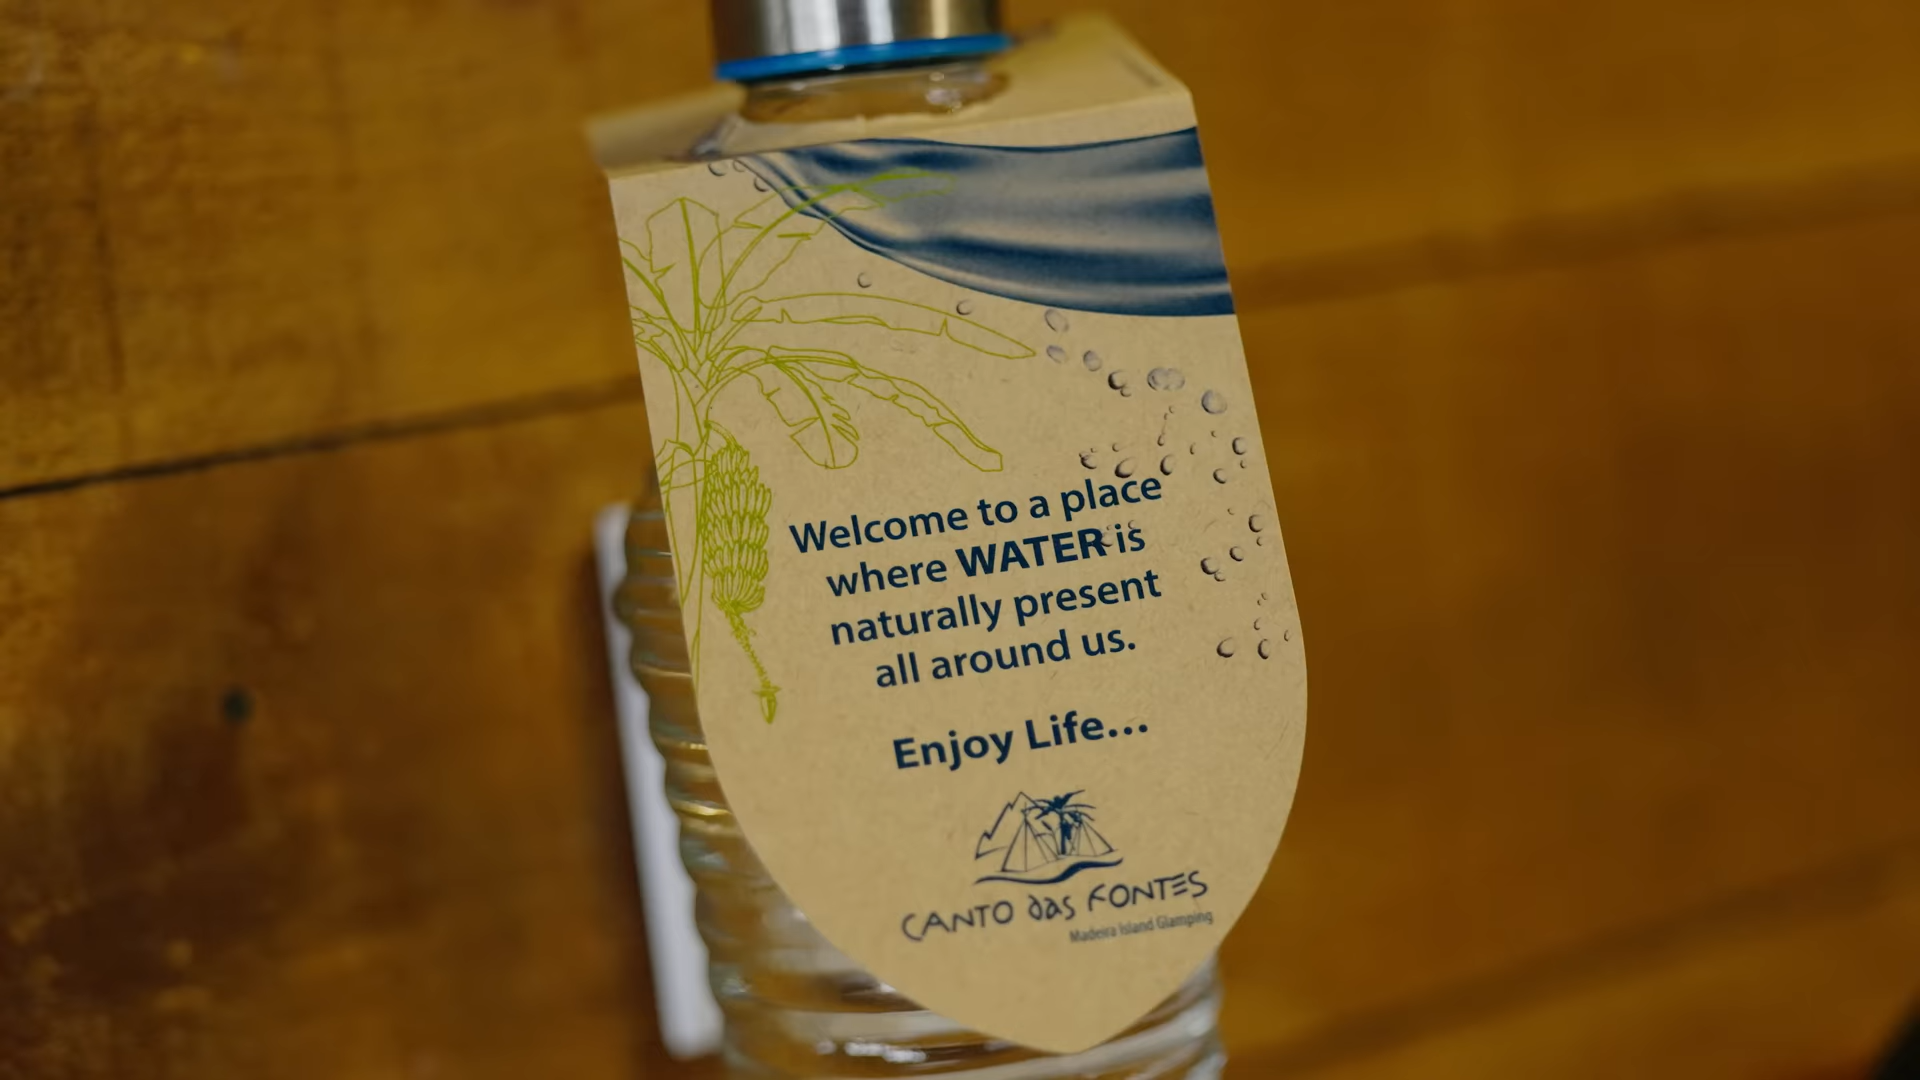 Welcome to a place
where WATER is
naturally present
all around us.
Enjoy Life...
CANTO das FONTES
Madeira Island Glamping